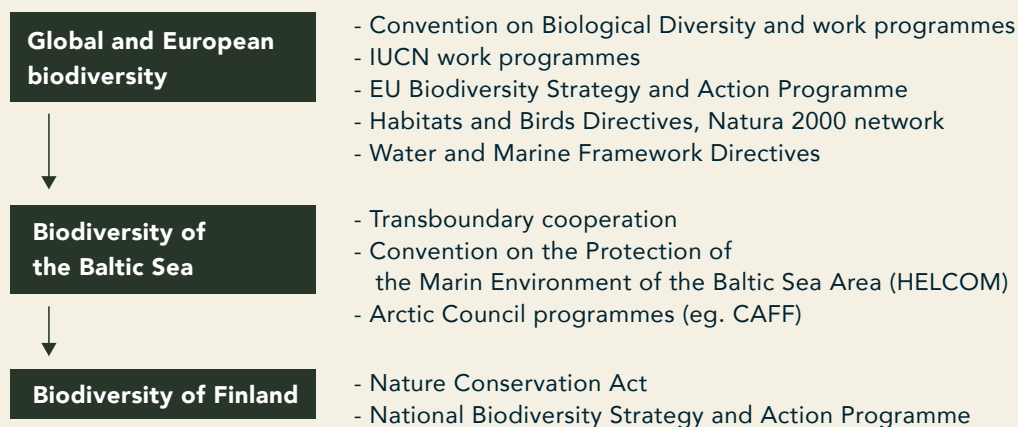 Global and European
biodiversity
- Convention on Biological Diversity and work programmes
- IUCN work programmes
- EU Biodiversity Strategy and Action Programme
- Habitats and Birds Directives, Natura 2000 network
- Water and Marine Framework Directives
Biodiversity of
the Baltic Sea
- Transboundary cooperation
- Convention on the Protection of
the Marin Environment of the Baltic Sea Area (HELCOM)
- Arctic Council programmes (eg. CAFF)
Biodiversity of Finland
- Nature Conservation Act
- National Biodiversity Strategy and Action Programme